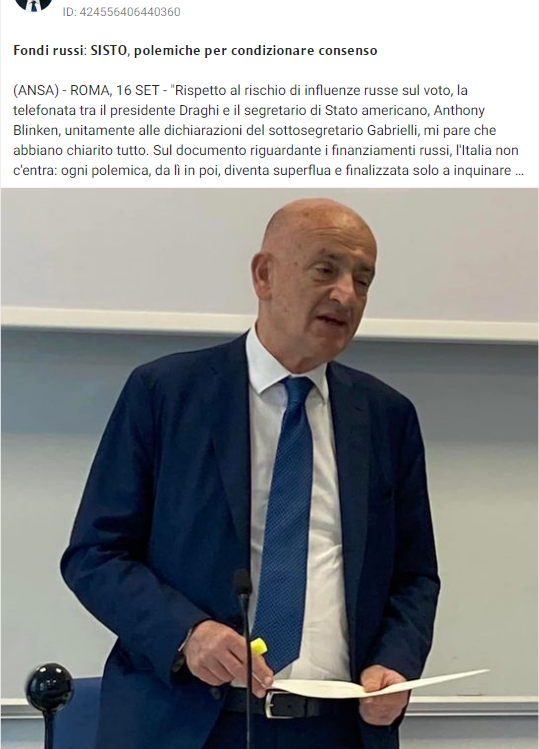 ID: 424556406440360
Fondi russi: SISTO, polemiche per condizionare consenso
(ANSA) - ROMA, 16 SET - "Rispetto al rischio di influenze russe sul voto, la
telefonata tra il presidente Draghi e il segretario di Stato americano, Anthony
Blinken, unitamente alle dichiarazioni del sottosegretario Gabrielli, mi pare che
abbiano chiarito tutto. Sul documento riguardante i finanziamenti russi, l'Italia non
c'entra: ogni polemica, da lì in poi, diventa superflua e finalizzata solo a inquinare ...